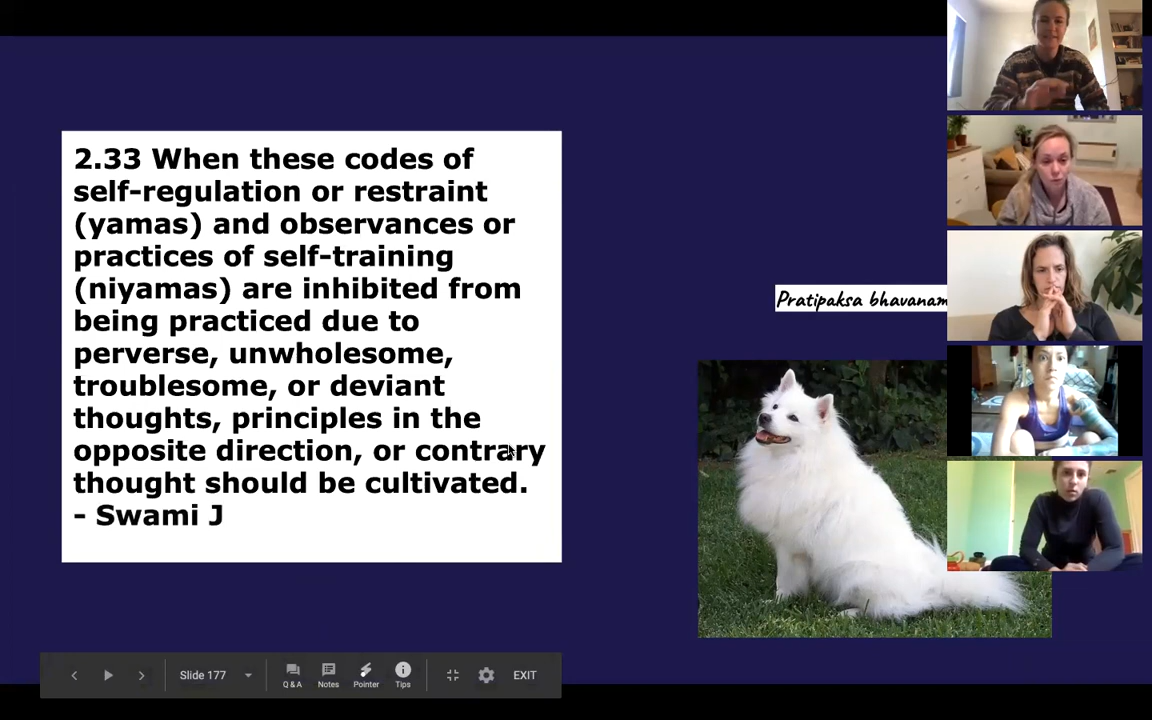 2.33 When these codes of
self-regulation or restraint
(yamas) and observances or
practices of self-training
(niyamas) are inhibited from
being practiced due to
perverse, unwholesome,
troublesome, or deviant
thoughts, principles in the
opposite direction, or contrary
thought should be cultivated.
- Swami J
Pratipaksa bhavanam
Slide 177
Q & A
Notes
Pointer
Tips
EXIT